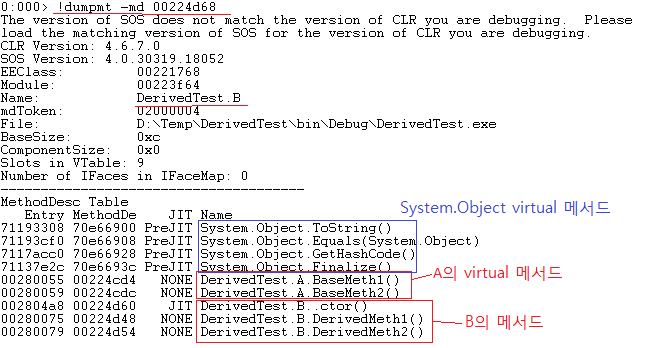 0:000> !dumpmt -md 00224d68
The version of SOS does not match the version of CLR you are debugging.  Please
load the matching version of SOS for the version of CLR you are debugging.
CLR Version: 4.6.7.0
SOS Version: 4.0.30319.18052
EEClass:         00221768
Module:          00223f64
Name:            DerivedTest.B
mdToken:         02000004
File:            D:\Temp\DerivedTest\bin\Debug\DerivedTest.exe
BaseSize:        0xc
ComponentSize:   0x0
Slots in VTable: 9
Number of IFaces in IFaceMap: 0
--------------------------------------
MethodDesc Table
Entry MethodDe    JIT Name
System.Object virtual 메서드
71193308 70e66900 PreJIT System.Object.ToString()
71193cf0 70e66908 PreJIT System.Object.Equals(System.Object)
7117acc0 70e66928 PreJIT System.Object.GetHashCode()
71137e2c 70e6693c PreJIT System.Object.Finalize()
00280055 00224cd4   NONE DerivedTest.A.BaseMeth1()
A의 virtual 메서드
00280059 00224cdc   NONE DerivedTest.A.BaseMeth2()
002804a8 00224d60    JIT DerivedTest.B..ctor()
00280075 00224d48   NONE DerivedTest.B.DerivedMeth1()
B의 메서드
00280079 00224d54   NONE DerivedTest.B.DerivedMeth2()